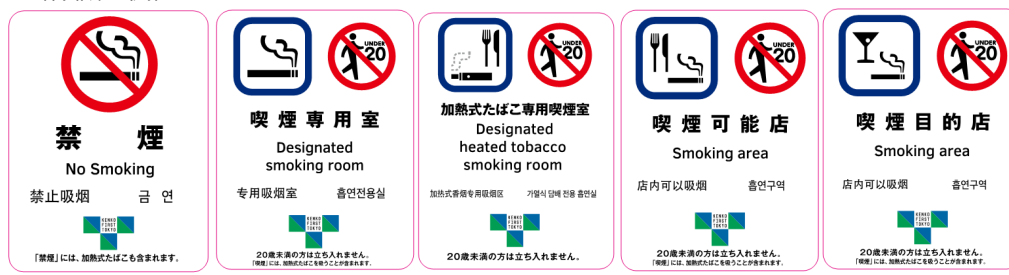 禁煙
No Smoking
禁止吸烟 금 연
KENKO
FIRST
TOKYO
「禁煙」には、加熱式たばこも含まれます。
UNDER
20
喫煙専用室
Designated
smoking room
专用吸烟室 흡연전용실
KENKO
FIRST
TOKYO
20歳未満の方は立ち入れません。
「喫煙」には、加熱式たばこを吸うことが含まれます。
UNDER
20
加熱式たばこ専用喫煙室
Designated
heated tobacco
smoking room
加热式香烟专用吸烟区 가열식 담배 전용 흡연실
KENKO
FIRST
TOKYO
20歳未満の方は立ち入れません。
UNDER
20
喫煙可能店
Smoking area
店内可以吸烟 흡연구역
KENKO
FIRST
TOKYO
20歳未満の方は立ち入れません。
「喫煙」には、加熱式たばこを吸うことが含まれます。
UNDER
20
喫煙目的店
Smoking area
店内可以吸烟 흡연구역
KENKO
FIRST
TOKYO
20歳未満の方は立ち入れません。
「喫煙」には、加熱式たばこを吸うことが含まれます。